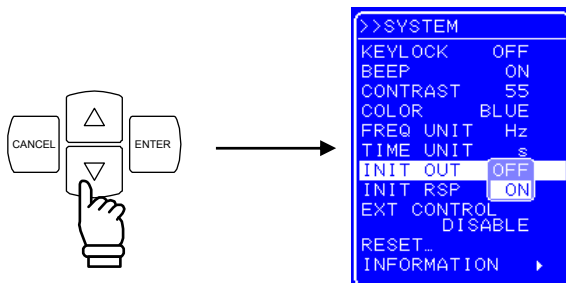 CANCEL
ENTER
>>SYSTEM
KEYLOCK OFF
BEEP ON
CONTRAST 55
COLOR BLUE
FREQ UNIT Hz
TIME UNIT s
INIT OUT OFF
INIT RSP ON
EXT CONTROL
DISABLE
RESET…
INFORMATION